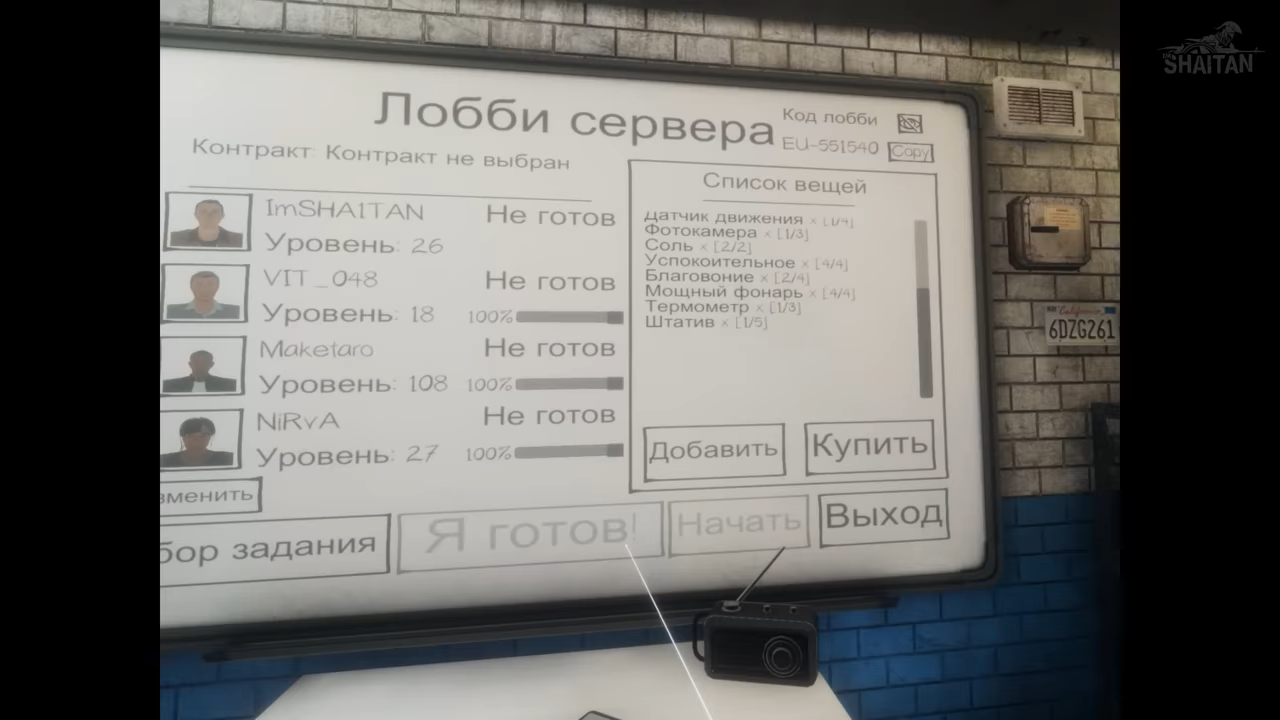 SHAITAN
Лобби сервера
Код лобби
EU-551540
Copy
Контракт: Контракт не выбран
ImSHA1TAN
Не готов
Уровень: 26
VIT_048
Не готов
Уровень: 18
100%
Maketaro
Не готов
Уровень: 108
100%
NiRvA
Не готов
Уровень: 27
100%
Список вещей
Датчик движения × [1/4]
Фотокамера × [1/3]
Соль × [2/2]
Успокоительное × [4/4]
Благовоние × [2/4]
Мощный фонарь × [4/4]
Термометр × [1/3]
Штатив × [1/5]
Добавить
Купить
зменить
бор задания
Я готов!
Начать
Выход
California
6DZG261